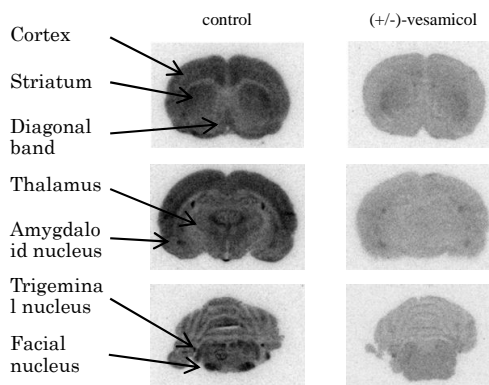 control
(+/-)-vesamicol
Cortex
Striatum
Diagonal
band
Thalamus
Amygdalo
id nucleus
Trigemina
l nucleus
Facial
nucleus